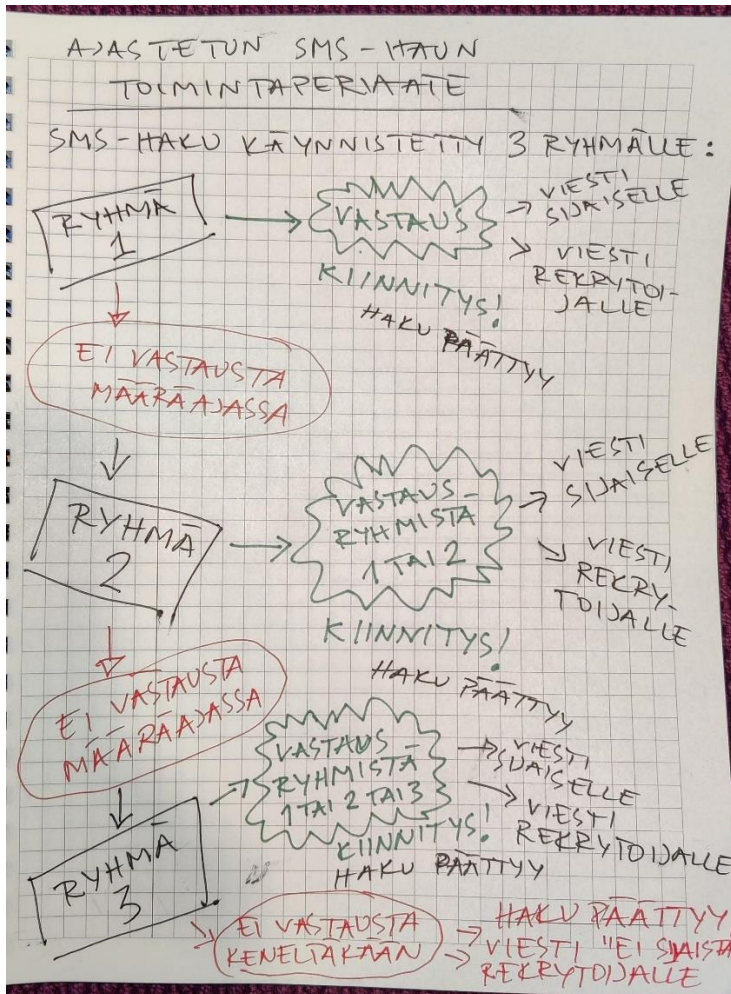 AJASTETUN SMS-HAUN
TOIMINTAPERIAATE
SMS-HAKU KÄYNNISTETTY 3 RYHMÄLLE:
RYHMÄ
1
VASTAUS
VIESTI
SIJAISELLE
VIESTI
REKRYTOI-
JALLE
KIINNITYS!
HAKU PÄÄTTYY
EI VASTAUSTA
MÄÄRÄAJASSA
RYHMÄ
2
VASTAUS-
RYHMISTÄ
1 TAI 2
VIESTI
SIJAISELLE
VIESTI
REKRY-
TOIJALLE
KIINNITYS!
HAKU PÄÄTTYY
EI VASTAUSTA
MÄÄRÄAJASSA
RYHMÄ
3
VASTAUS
RYHMISTÄ
1 TAI 2 TAI 3
VIESTI
SIJAISELLE
VIESTI
REKRYTOIJALLE
KIINNITYS!
HAKU PÄÄTTYY
EI VASTAUSTA
KENELTÄKÄÄN
HAKU PÄÄTTYY
VIESTI "EI SIJAISTA
REKRYTOIJALLE